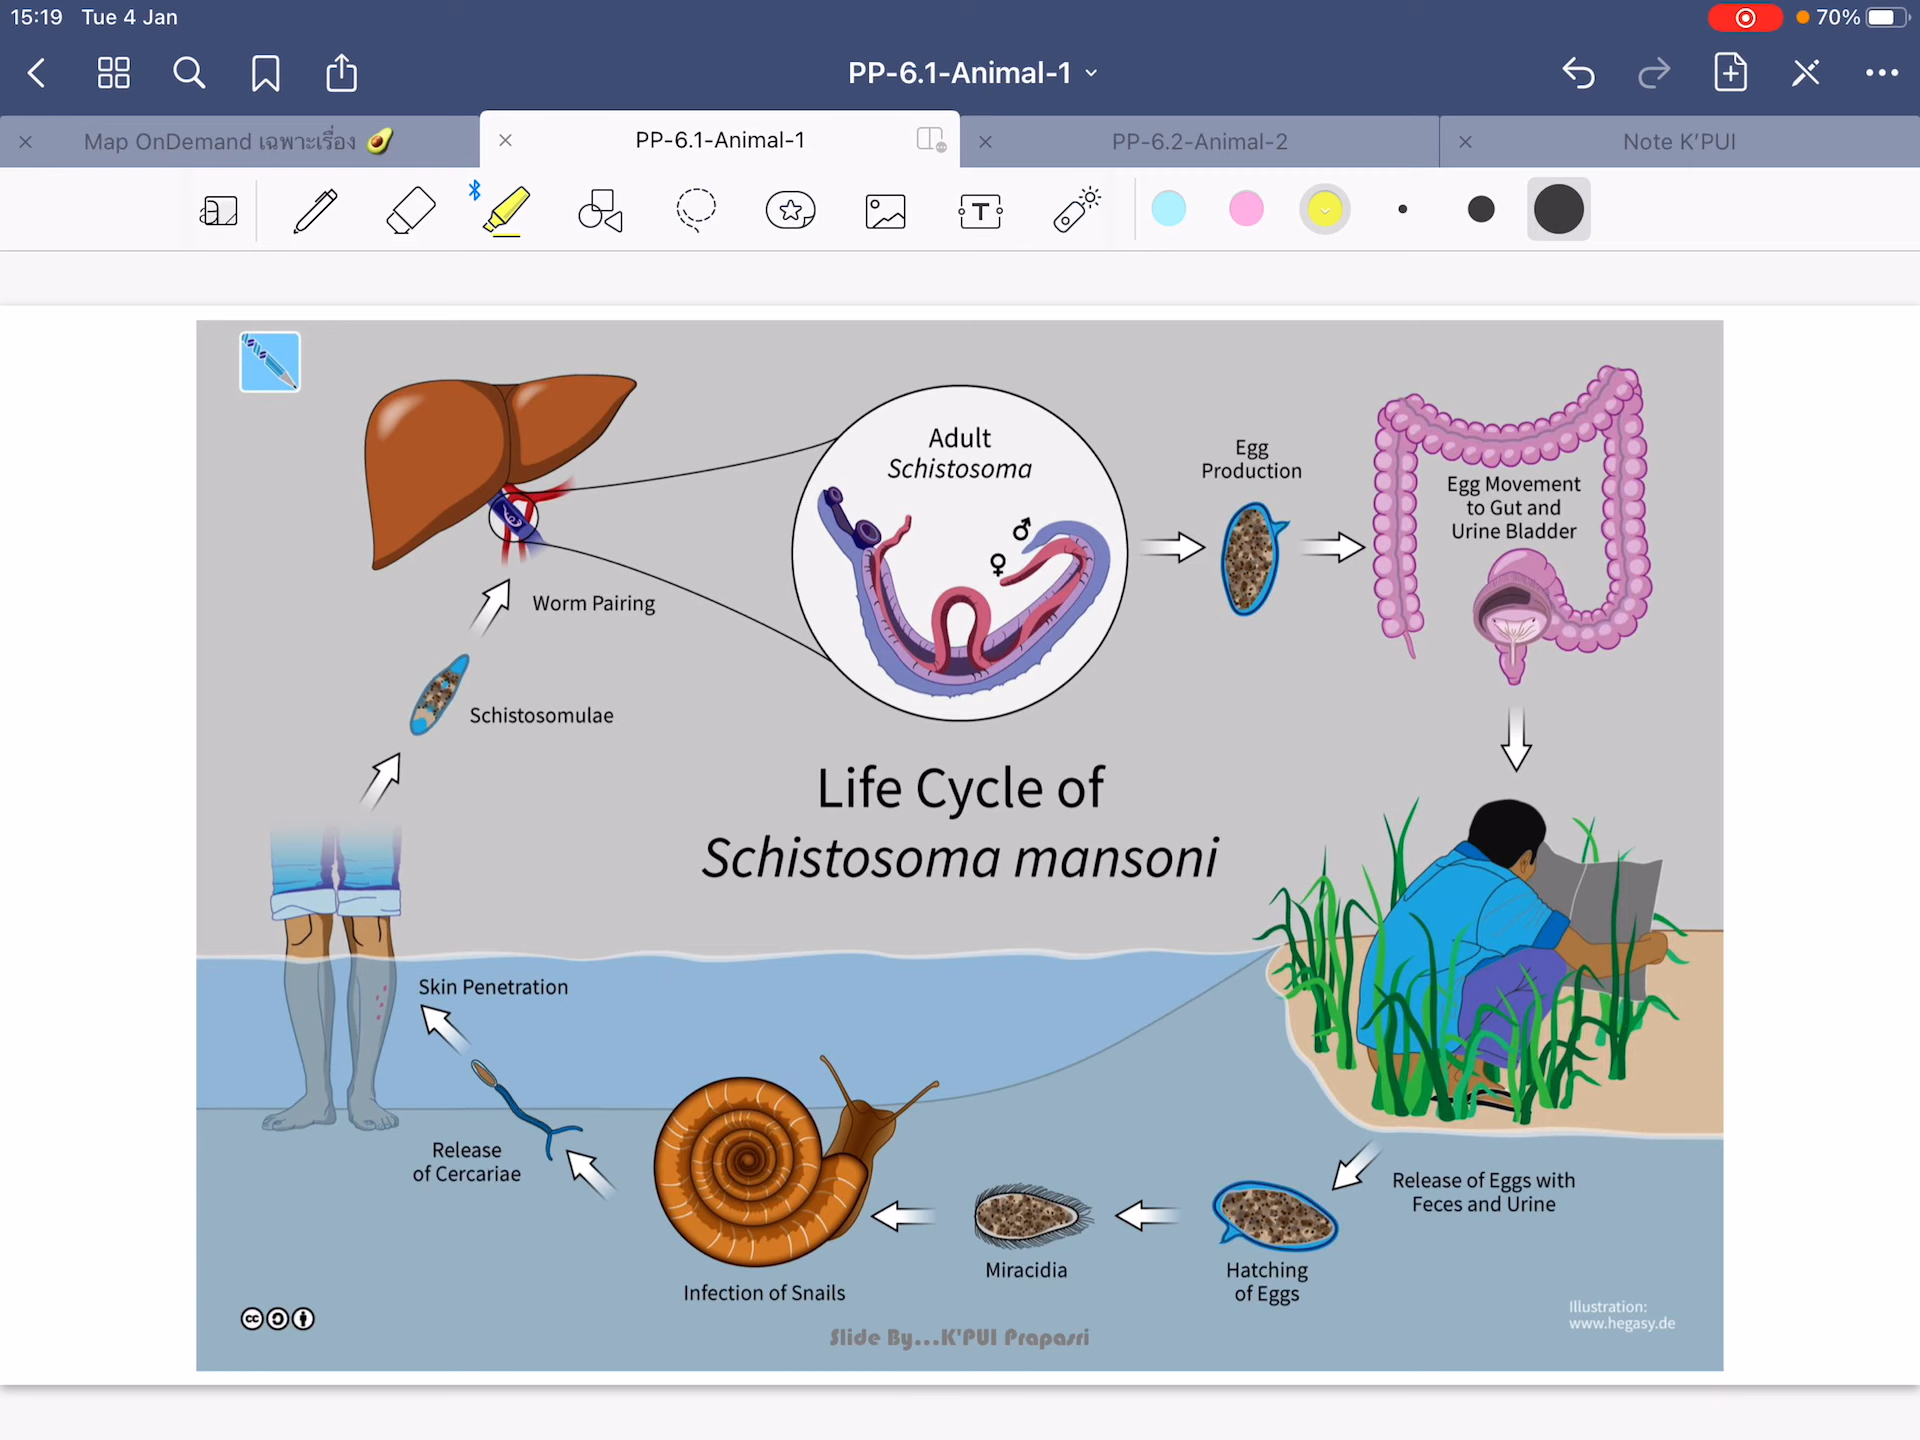 15:19 Tue 4 Jan
70%
PP-6.1-Animal-1
Map OnDemand เฉพาะเรื่อง
PP-6.1-Animal-1
PP-6.2-Animal-2
Note K'PUI
T
Adult
Schistosoma
Egg
Production
Egg Movement
to Gut and
Urine Bladder
Worm Pairing
Schistosomulae
Life Cycle of
Schistosoma mansoni
Skin Penetration
Release
of Cercariae
Release of Eggs with
Feces and Urine
Miracidia
Hatching
of Eggs
Infection of Snails
cc
Illustration:
www.hegasy.de
Slide By...K'PUI Prapasri